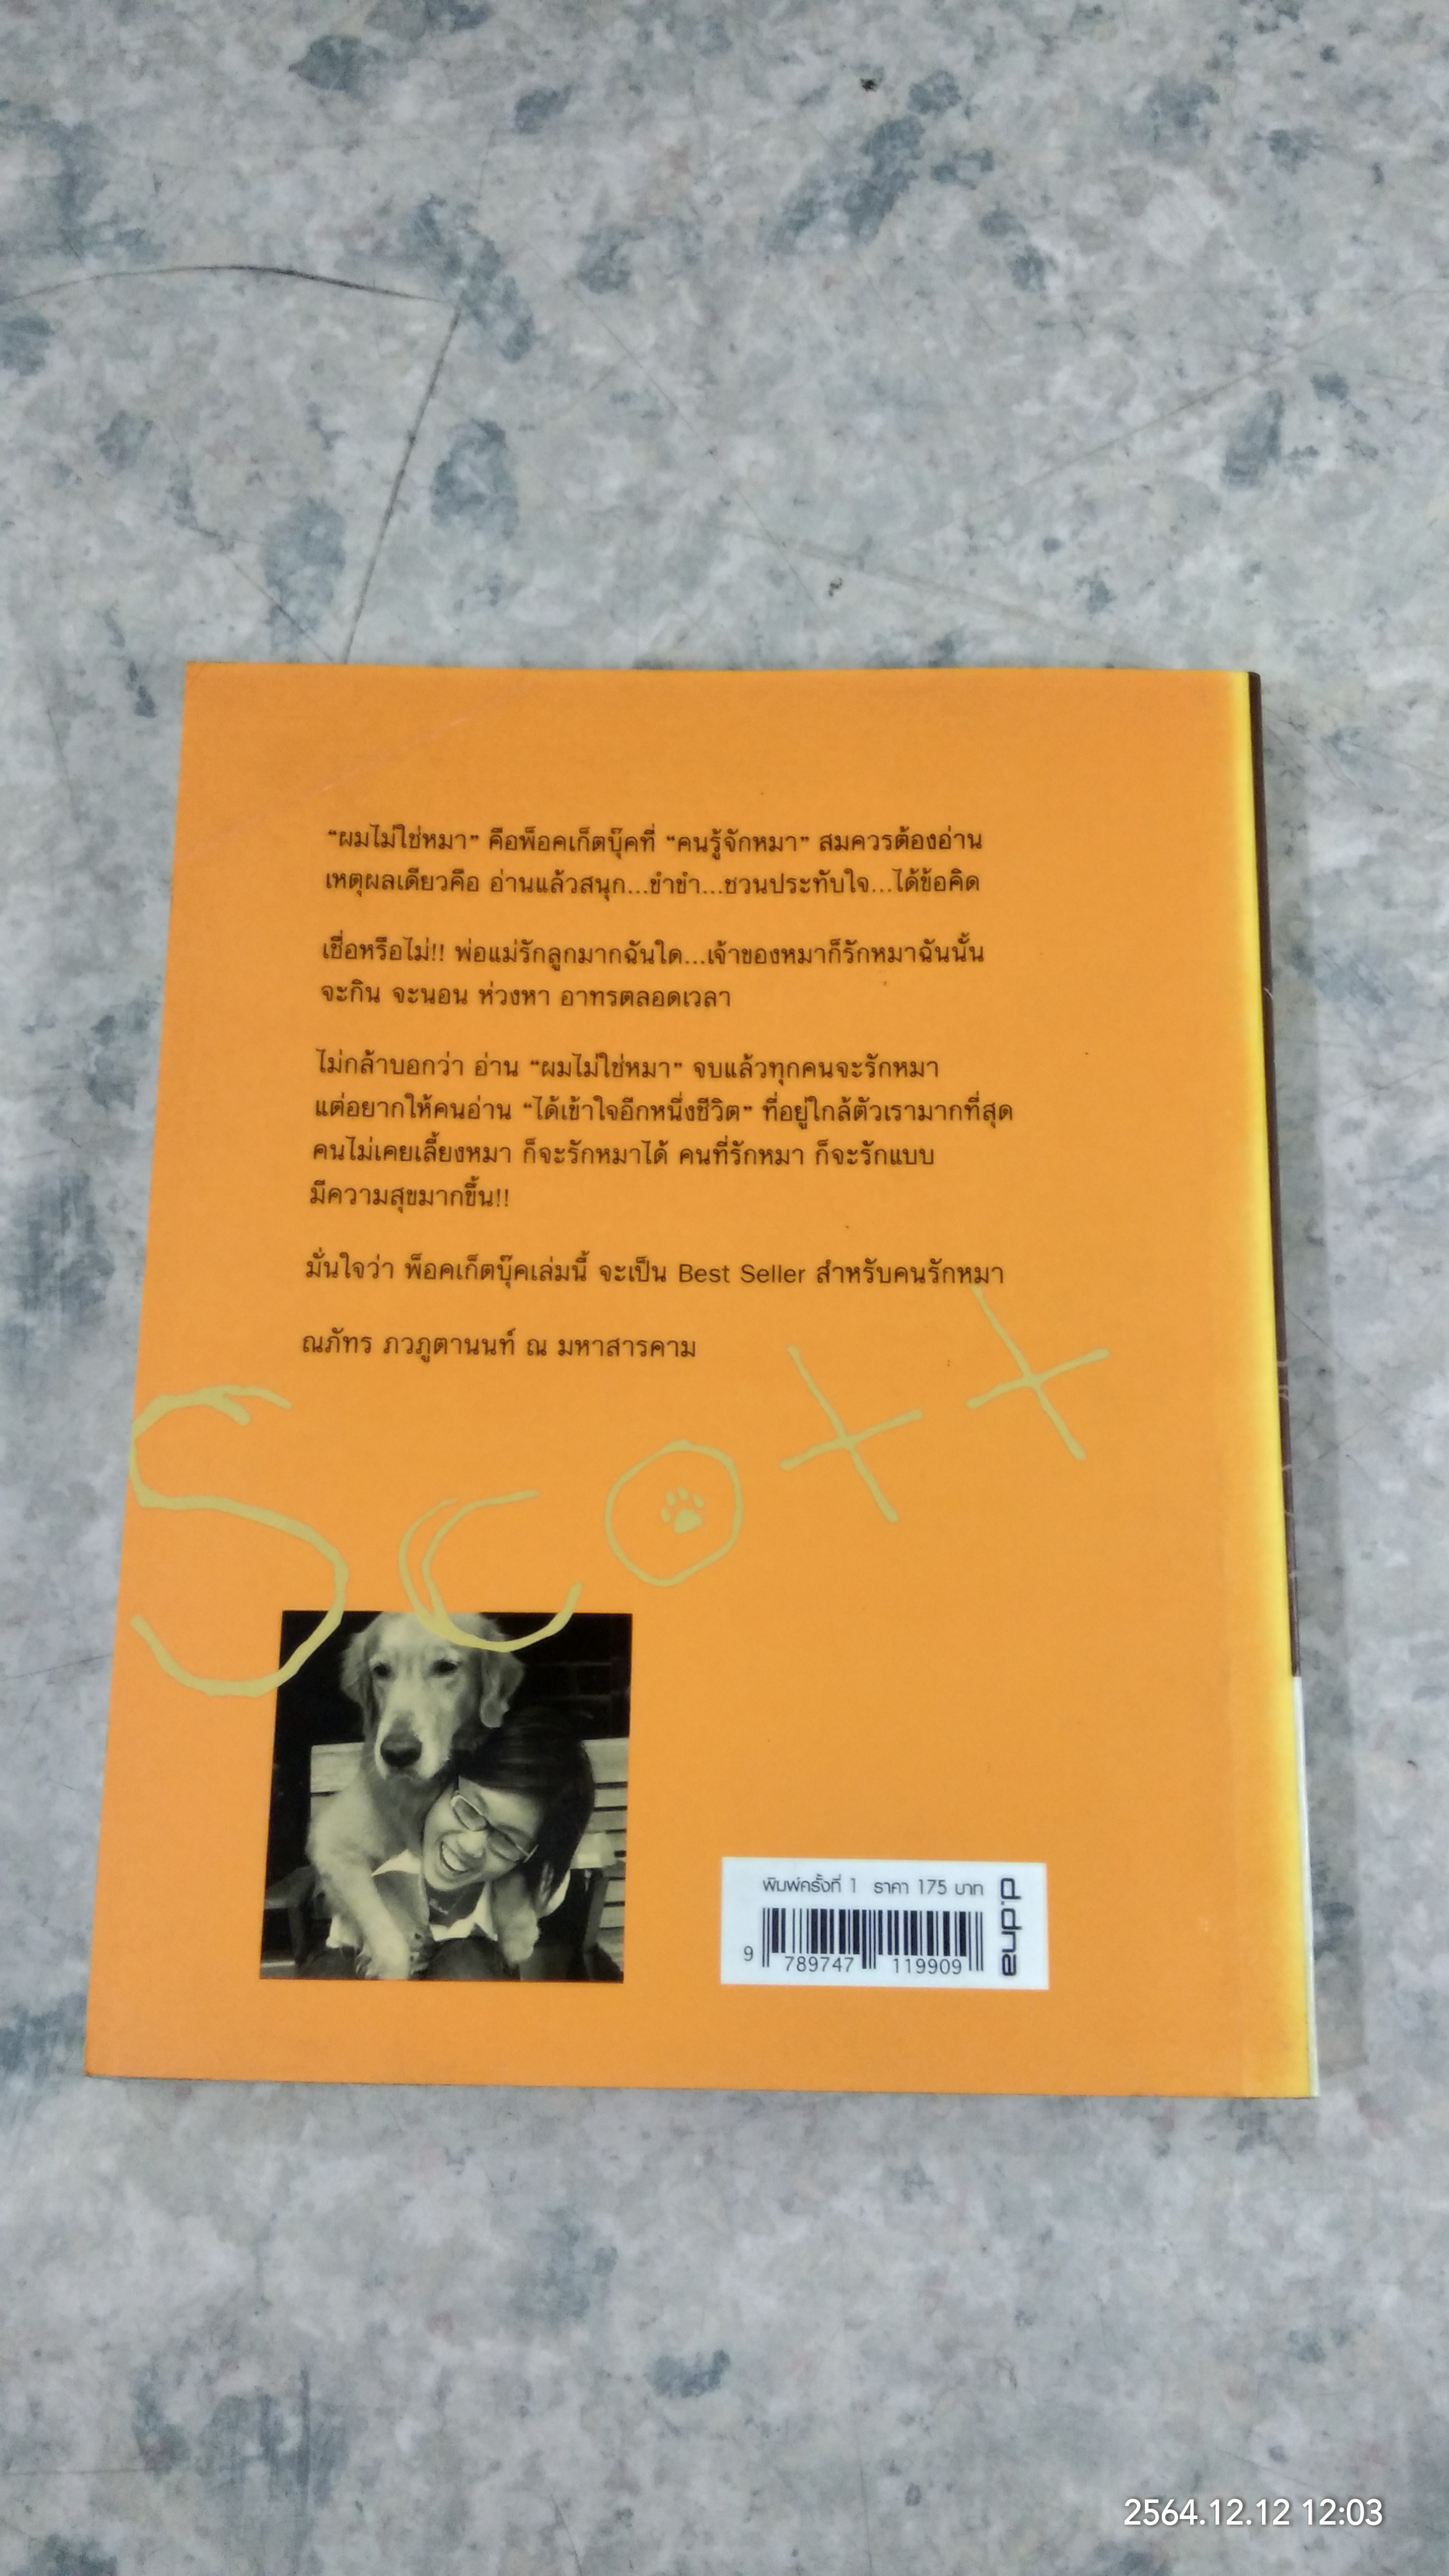 “ผมไม่ใช่หมา” คือพ็อคเก็ตบุ๊คที่ “คนรู้จักหมา” สมควรต้องอ่าน
เหตุผลเดียวคือ อ่านแล้วสนุก...ขำขำ...ชวนประทับใจ...ได้ข้อคิด
เชื่อหรือไม่!! พ่อแม่รักลูกมากฉันใด...เจ้าของหมาก็รักหมาฉันนั้น
จะกิน จะนอน ห่วงหา อาทรตลอดเวลา
ไม่กล้าบอกว่า อ่าน “ผมไม่ใช่หมา” จบแล้วทุกคนจะรักหมา
แต่อยากให้คนอ่าน “ได้เข้าใจอีกหนึ่งชีวิต” ที่อยู่ใกล้ตัวเรามากที่สุด
คนไม่เคยเลี้ยงหมา ก็จะรักหมาได้ คนที่รักหมา ก็จะรักแบบ
มีความสุขมากขึ้น!!
มั่นใจว่า พ็อคเก็ตบุ๊คเล่มนี้ จะเป็น Best Seller สำหรับคนรักหมา
ณภัทร ภวภูตานนท์ ณ มหาสารคาม
Scott
พิมพ์ครั้งที่ 1 ราคา 175 บาท
9 789747 119909
p.dna
2564.12.12 12:03